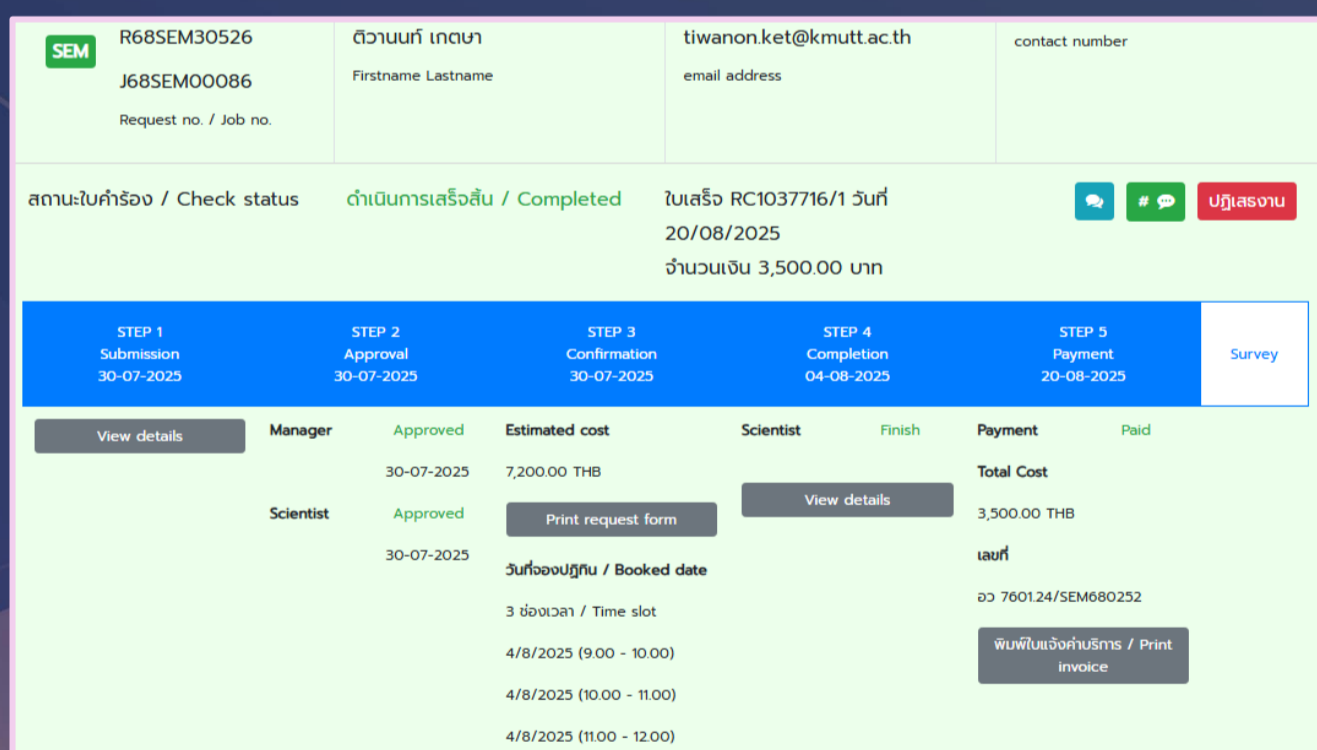 SEM
R68SEM30526
J68SEM00086
Request no. / Job no.
ติวานนท์ เกตษา
Firstname Lastname
tiwanon.ket@kmutt.ac.th
email address
contact number
สถานะใบคำร้อง / Check status
ดำเนินการเสร็จสิ้น / Completed
ใบเสร็จ RC1037716/1 วันที่
20/08/2025
จำนวนเงิน 3,500.00 บาท
#
ปฏิเสธงาน
STEP 1
Submission
30-07-2025
STEP 2
Approval
30-07-2025
STEP 3
Confirmation
30-07-2025
STEP 4
Completion
04-08-2025
STEP 5
Payment
20-08-2025
Survey
View details
Manager Approved
30-07-2025
Scientist Approved
30-07-2025
Estimated cost
7,200.00 THB
Print request form
วันที่จองปฏิทิน / Booked date
3 ช่องเวลา / Time slot
4/8/2025 (9.00 - 10.00)
4/8/2025 (10.00 - 11.00)
4/8/2025 (11.00 - 12.00)
Scientist Finish
View details
Payment Paid
Total Cost
3,500.00 THB
เลขที่
อว 7601.24/SEM680252
พิมพ์ใบแจ้งค่าบริการ / Print
invoice